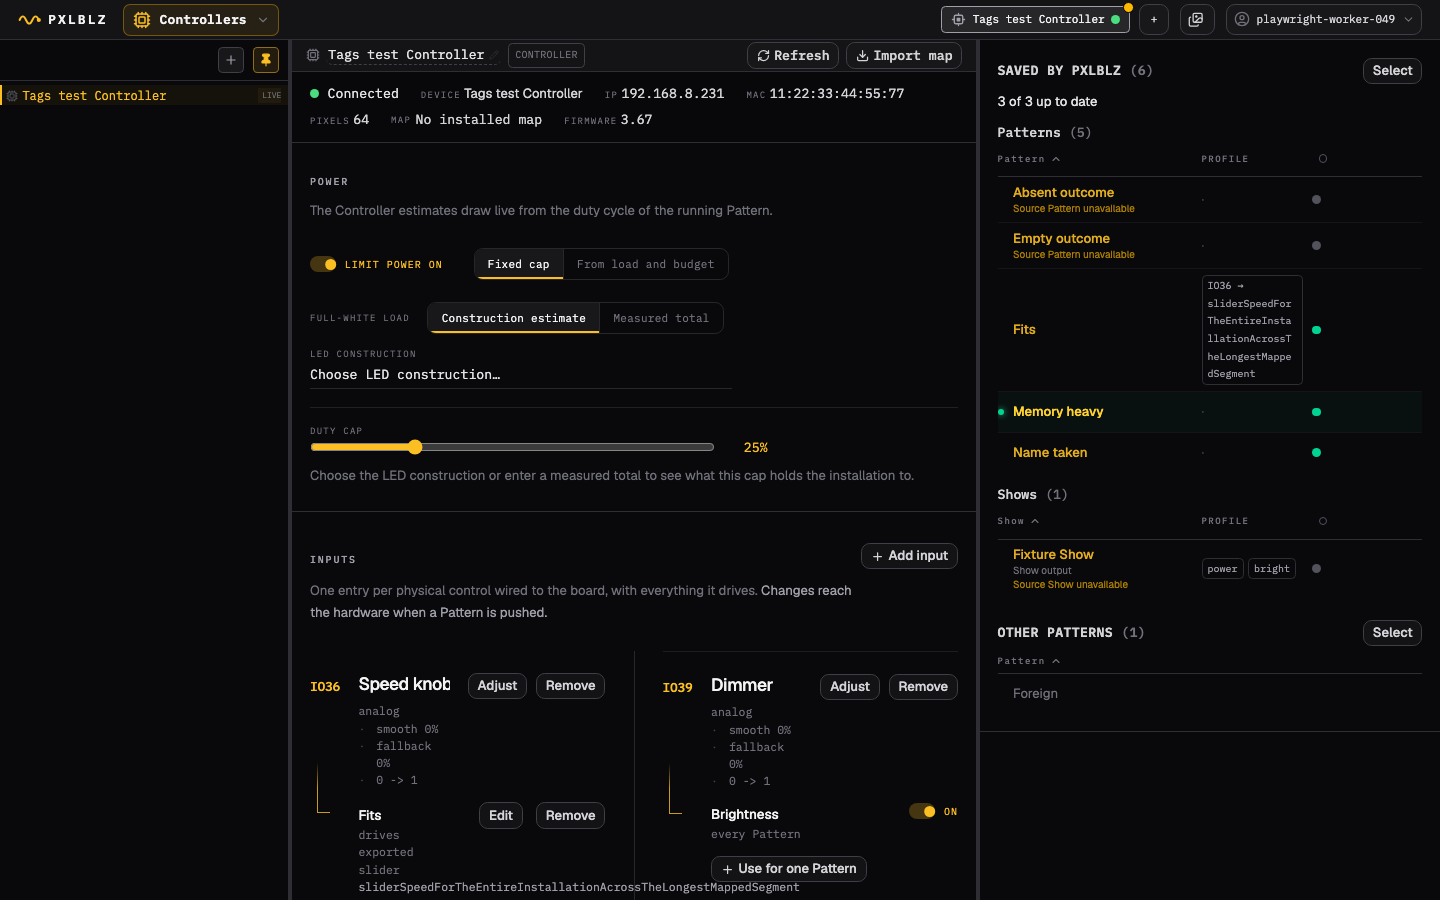 PXLBLZ
Controllers
Tags test Controller
+
playwright-worker-049
+
Tags test Controller
LIVE
Tags test Controller
CONTROLLER
Refresh
Import map
Connected
DEVICE Tags test Controller
IP 192.168.8.231
MAC 11:22:33:44:55:77
PIXELS 64
MAP No installed map
FIRMWARE 3.67
POWER
The Controller estimates draw live from the duty cycle of the running Pattern.
LIMIT POWER ON
Fixed cap
From load and budget
FULL-WHITE LOAD
Construction estimate
Measured total
LED CONSTRUCTION
Choose LED construction…
DUTY CAP
25%
Choose the LED construction or enter a measured total to see what this cap holds the installation to.
INPUTS
+ Add input
One entry per physical control wired to the board, with everything it drives. Changes reach
the hardware when a Pattern is pushed.
IO36
Speed knob
Adjust
Remove
analog
· smooth 0%
· fallback
0%
· 0 -> 1
Fits
Edit
Remove
drives
exported
slider
sliderSpeedForTheEntireInstallationAcrossTheLongestMappedSegment
IO39
Dimmer
Adjust
Remove
analog
· smooth 0%
· fallback
0%
· 0 -> 1
Brightness
ON
every Pattern
+ Use for one Pattern
SAVED BY PXLBLZ (6)
Select
3 of 3 up to date
Patterns (5)
Pattern
PROFILE
Absent outcome
Source Pattern unavailable
·
Empty outcome
Source Pattern unavailable
·
Fits
IO36 →
sliderSpeedFor
TheEntireInsta
llationAcrossT
heLongestMappe
dSegment
Memory heavy
·
Name taken
·
Shows (1)
Show
PROFILE
Fixture Show
Show output
Source Show unavailable
power
bright
OTHER PATTERNS (1)
Select
Pattern
Foreign